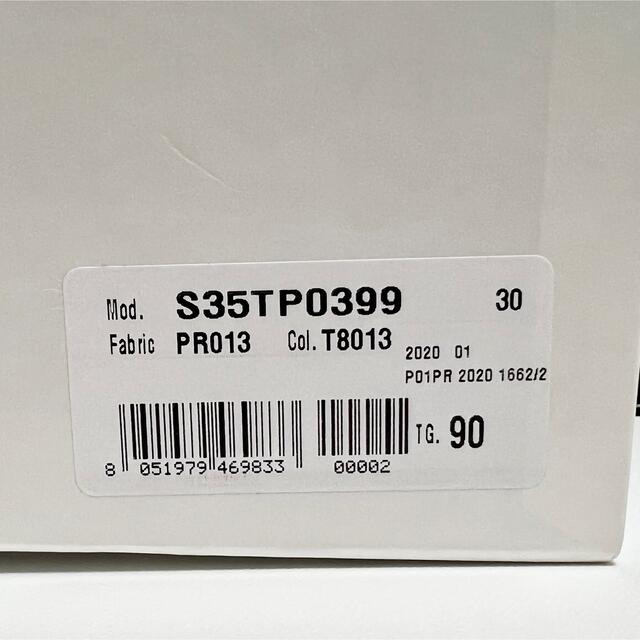 Mod. S35TP0399 30
Fabric PR013 Col. T8013
2020 01
P01PR 2020 1662/2
TG. 90
8 051979 469833 00002